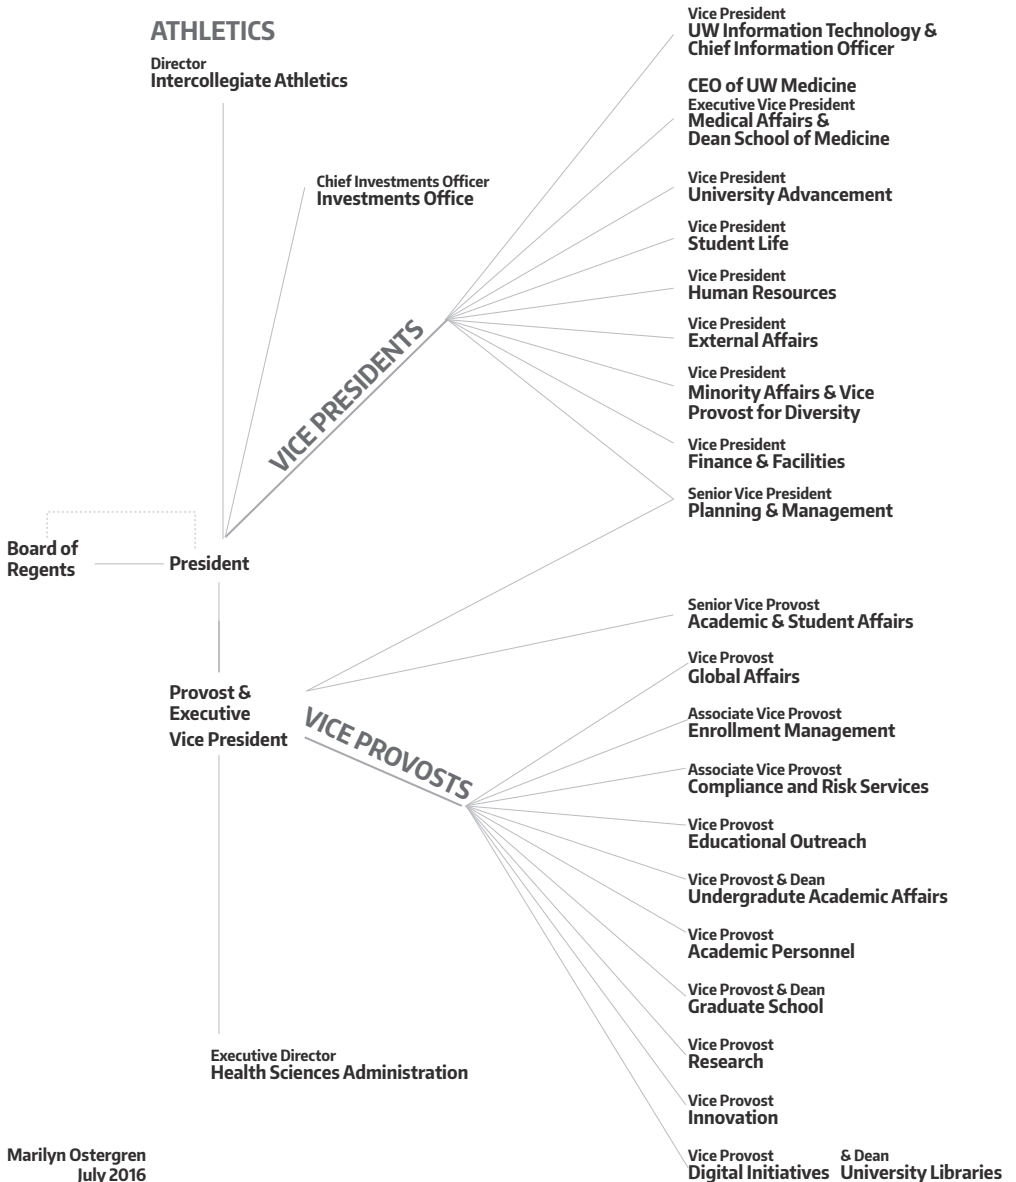 ATHLETICS
Director
Intercollegiate Athletics
Chief Investments Officer
Investments Office
VICE PRESIDENTS
Vice President
UW Information Technology &
Chief Information Officer
CEO of UW Medicine
Executive Vice President
Medical Affairs &
Dean School of Medicine
Vice President
University Advancement
Vice President
Student Life
Vice President
Human Resources
Vice President
External Affairs
Vice President
Minority Affairs & Vice
Provost for Diversity
Vice President
Finance & Facilities
Senior Vice President
Planning & Management
Board of
Regents
President
Provost &
Executive
Vice President
VICE PROVOSTS
Senior Vice Provost
Academic & Student Affairs
Vice Provost
Global Affairs
Associate Vice Provost
Enrollment Management
Associate Vice Provost
Compliance and Risk Services
Vice Provost
Educational Outreach
Vice Provost & Dean
Undergradute Academic Affairs
Vice Provost
Academic Personnel
Vice Provost & Dean
Graduate School
Vice Provost
Research
Vice Provost
Innovation
Vice Provost & Dean
Digital Initiatives University Libraries
Executive Director
Health Sciences Administration
Marilyn Ostergren
July 2016